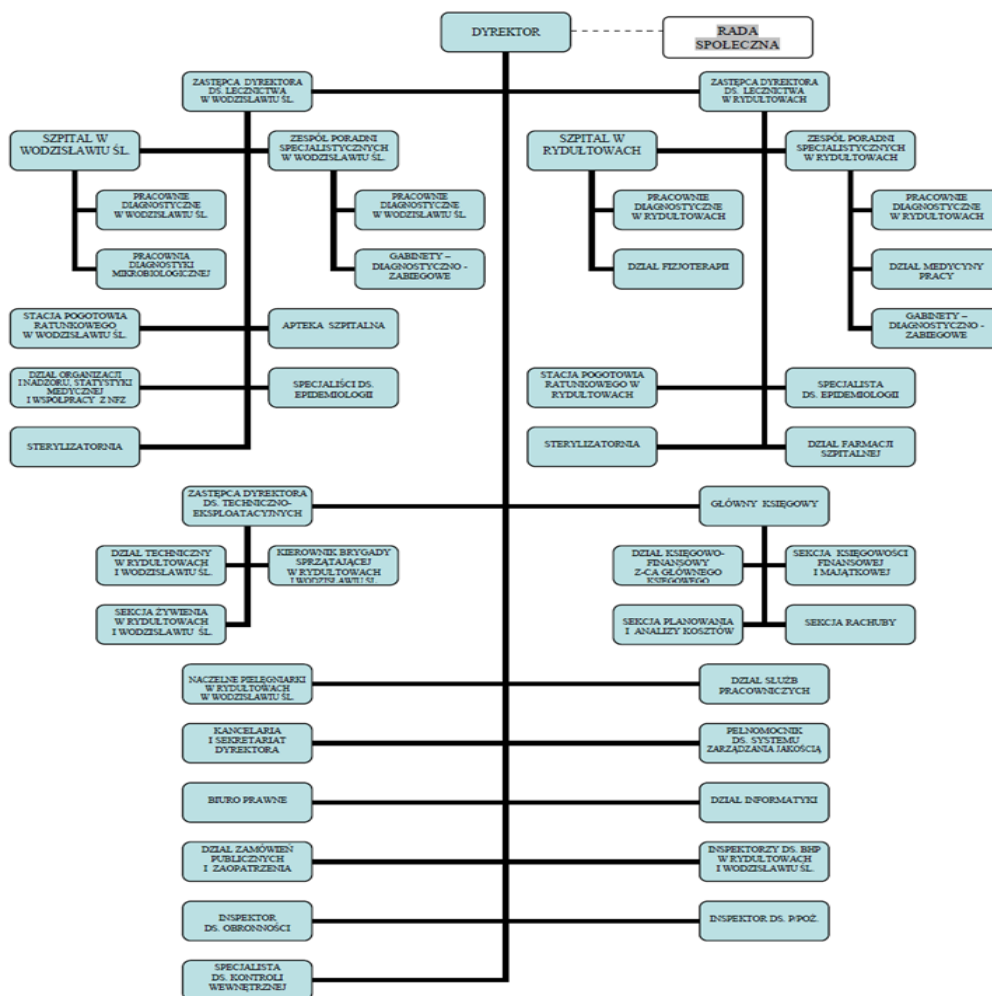 DYREKTOR
RADA
SPOŁECZNA
ZASTĘPCA DYREKTORA
DS. LECZNICTWA
W WODZISŁAWIU ŚL.
ZASTĘPCA DYREKTORA
DS. LECZNICTWA
W RYDUŁTOWACH
SZPITAL W
WODZISŁAWIU ŚL.
ZESPÓŁ PORADNI
SPECJALISTYCZNYCH
W WODZISŁAWIU ŚL.
SZPITAL W
RYDUŁTOWACH
ZESPÓŁ PORADNI
SPECJALISTYCZNYCH
W RYDUŁTOWACH
PRACOWNIE
DIAGNOSTYCZNE
W WODZISŁAWIU ŚL.
PRACOWNIE
DIAGNOSTYCZNE
W WODZISŁAWIU ŚL.
PRACOWNIE
DIAGNOSTYCZNE
W RYDUŁTOWACH
PRACOWNIE
DIAGNOSTYCZNE
W RYDUŁTOWACH
PRACOWNIA
DIAGNOSTYKI
MIKROBIOLOGICZNEJ
GABINETY –
DIAGNOSTYCZNO -
ZABIEGOWE
DZIAŁ FIZJOTERAPII
DZIAŁ MEDYCYNY
PRACY
STACJA POGOTOWIA
RATUNKOWEGO
W WODZISŁAWIU ŚL.
APTEKA SZPITALNA
GABINETY –
DIAGNOSTYCZNO -
ZABIEGOWE
DZIAŁ ORGANIZACJI
I NADZORU, STATYSTYKI
MEDYCZNEJ
I WSPÓŁPRACY Z NFZ
SPECJALIŚCI DS.
EPIDEMIOLOGII
STACJA POGOTOWIA
RATUNKOWEGO W
RYDUŁTOWACH
SPECJALISTA
DS. EPIDEMIOLOGII
STERYLIZATORNIA
STERYLIZATORNIA
DZIAŁ FARMACJI
SZPITALNEJ
ZASTĘPCA DYREKTORA
DS. TECHNICZNO-
EKSPLOATACYJNYCH
GŁÓWNY KSIĘGOWY
DZIAŁ TECHNICZNY
W RYDUŁTOWACH
I WODZISŁAWIU ŚL.
KIEROWNIK BRYGADY
SPRZĄTAJĄCEJ
W RYDUŁTOWACH
I WODZISŁAWIU ŚL.
DZIAŁ KSIĘGOWO-
FINANSOWY
Z-CA GŁÓWNEGO
KSIĘGOWEGO
SEKCJA KSIĘGOWOŚCI
FINANSOWEJ
I MAJĄTKOWEJ
SEKCJA ŻYWIENIA
W RYDUŁTOWACH
I WODZISŁAWIU ŚL.
SEKCJA PLANOWANIA
I ANALIZY KOSZTÓW
SEKCJA RACHUBY
NACZELNE PIELĘGNIARKI
W RYDUŁTOWACH
W WODZISŁAWIU ŚL.
DZIAŁ SŁUŻB
PRACOWNICZYCH
KANCELARIA
I SEKRETARIAT
DYREKTORA
PEŁNOMOCNIK
DS. SYSTEMU
ZARZĄDZANIA JAKOŚCIĄ
BIURO PRAWNE
DZIAŁ INFORMATYKI
DZIAŁ ZAMÓWIEŃ
PUBLICZNYCH
I ZAOPATRZENIA
INSPEKTORZY DS. BHP
W RYDUŁTOWACH
I WODZISŁAWIU ŚL.
INSPEKTOR
DS. OBRONNOŚCI
INSPEKTOR DS. P/POŻ.
SPECJALISTA
DS. KONTROLI
WEWNĘTRZNEJ